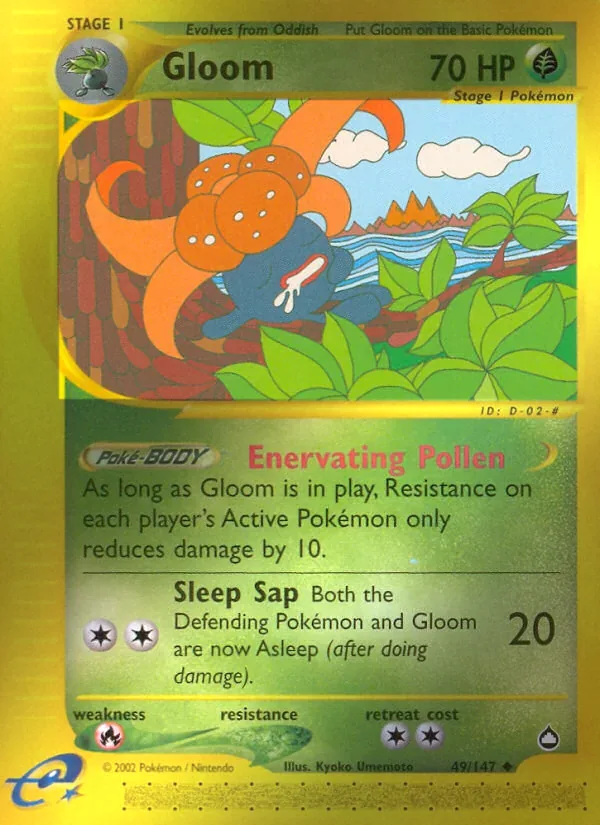 STAGE 1
Evolves from Oddish Put Gloom on the Basic Pokémon
Gloom 70 HP
Stage 1 Pokémon
ID: D-02-#
Poké-BODY Enervating Pollen
As long as Gloom is in play, Resistance on
each player's Active Pokémon only
reduces damage by 10.
Sleep Sap Both the
Defending Pokémon and Gloom 20
are now Asleep (after doing
damage).
weakness resistance retreat cost
© 2002 Pokémon / Nintendo Illus. Kyoko Umemoto 49/147
e